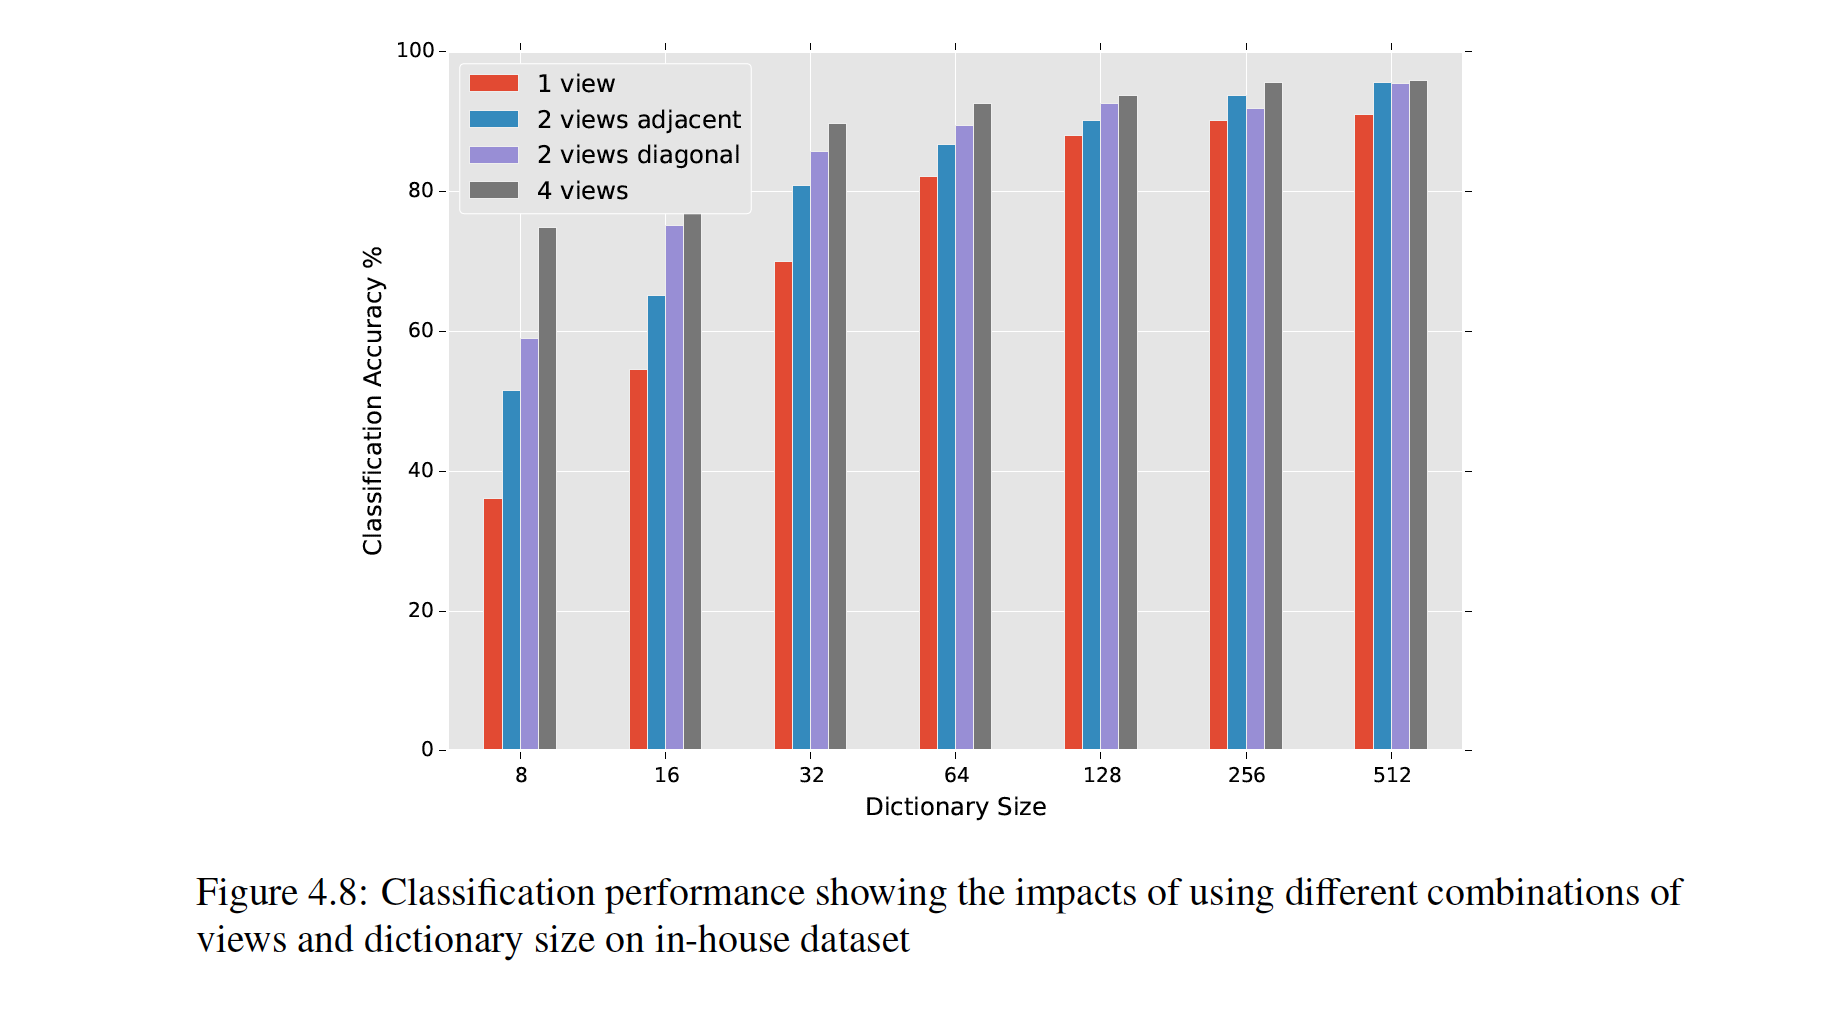 100
80
60
40
20
0
Classification Accuracy %
1 view
2 views adjacent
2 views diagonal
4 views
8 16 32 64 128 256 512
Dictionary Size
Figure 4.8: Classification performance showing the impacts of using different combinations of
views and dictionary size on in-house dataset